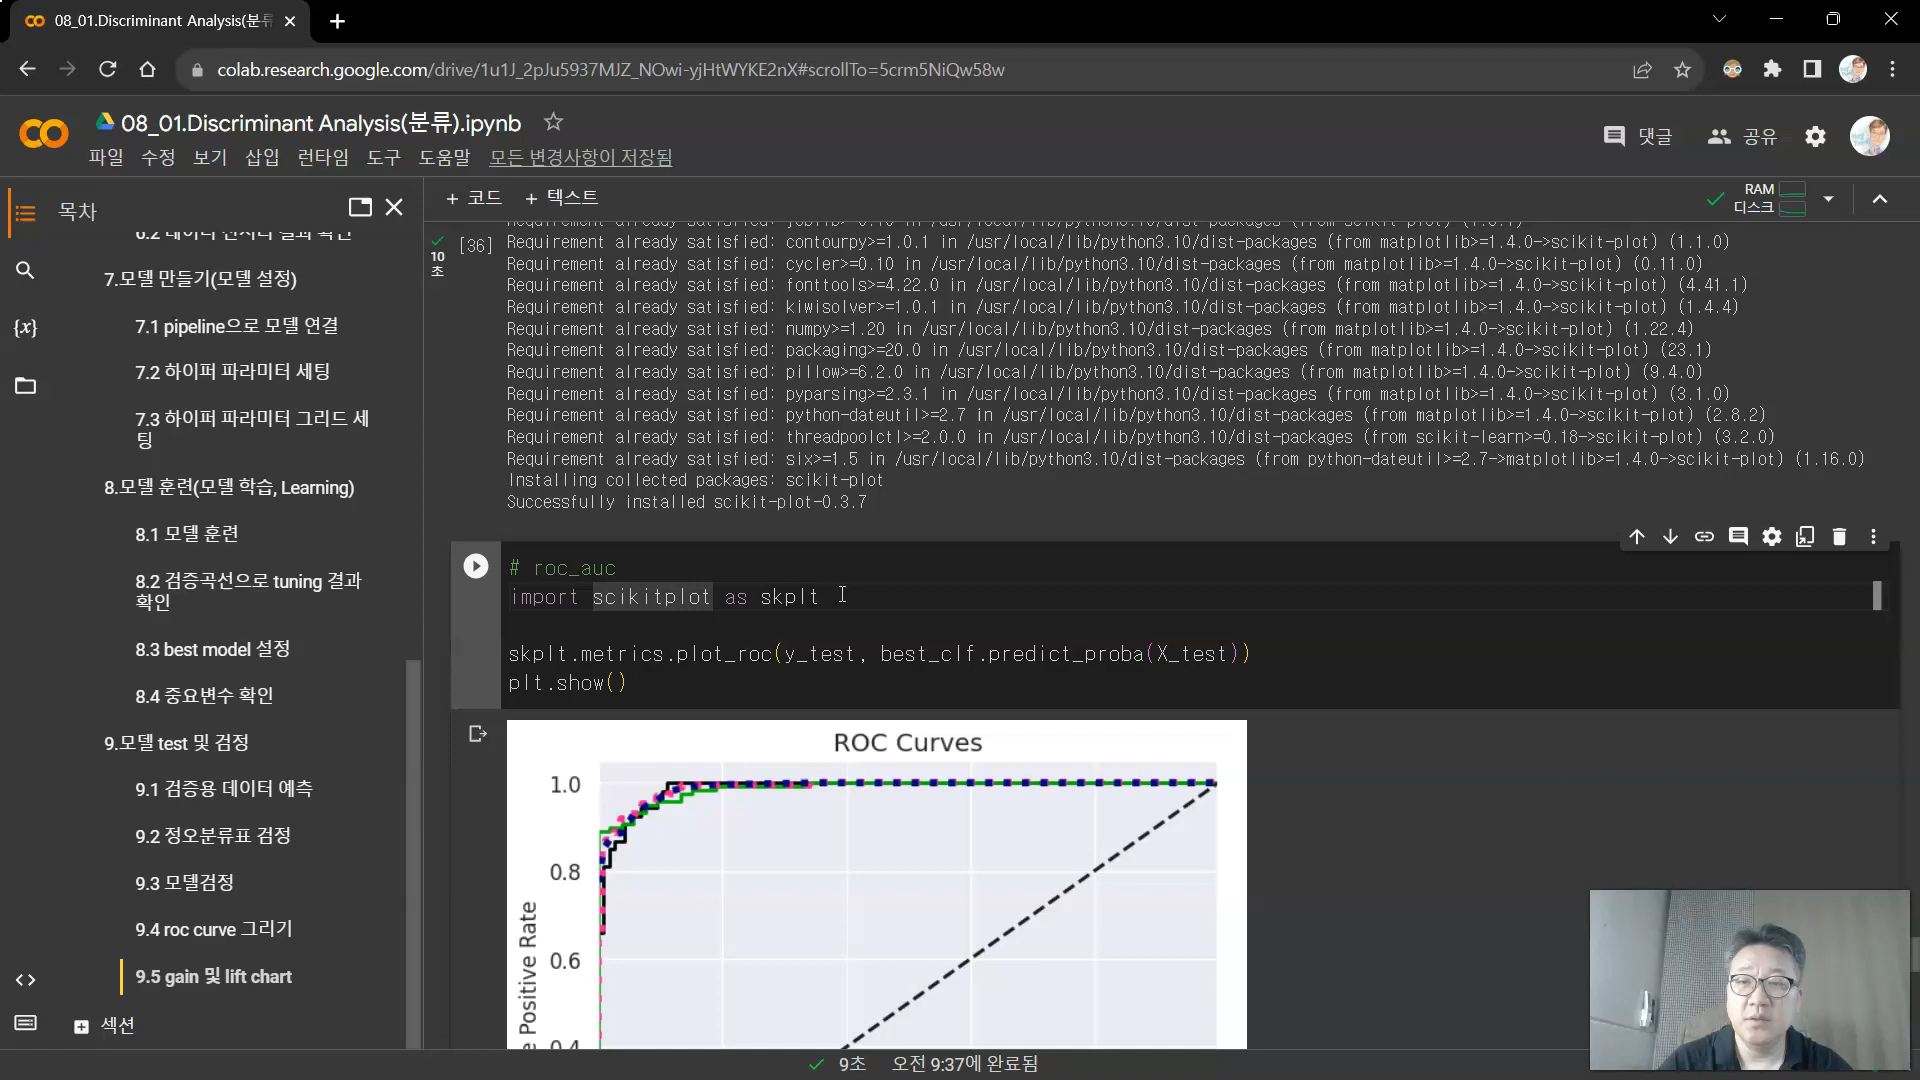 08_01.Discriminant Analysis(분류
colab.research.google.com/drive/1u1J_2pJu5937MJZ_NOwi-yjHtWYKE2nX#scrollTo=5crm5NiQw58w
08_01.Discriminant Analysis(분류).ipynb
파일 수정 보기 삽입 런타임 도구 도움말 모든 변경사항이 저장됨
댓글 공유
+ 코드 + 텍스트
RAM
디스크
목차
6.2 데이터 전처리 결과 확인
7.모델 만들기(모델 설정)
7.1 pipeline으로 모델 연결
7.2 하이퍼 파라미터 세팅
7.3 하이퍼 파라미터 그리드 세
팅
8.모델 훈련(모델 학습, Learning)
8.1 모델 훈련
8.2 검증곡선으로 tuning 결과
확인
8.3 best model 설정
8.4 중요변수 확인
9.모델 test 및 검정
9.1 검증용 데이터 예측
9.2 정오분류표 검정
9.3 모델검정
9.4 roc curve 그리기
9.5 gain 및 lift chart
섹션
[36]
10
초
Requirement already satisfied: contourpy>=1.0.1 in /usr/local/lib/python3.10/dist-packages (from matplotlib>=1.4.0->scikit-plot) (1.1.0)
Requirement already satisfied: cycler>=0.10 in /usr/local/lib/python3.10/dist-packages (from matplotlib>=1.4.0->scikit-plot) (0.11.0)
Requirement already satisfied: fonttools>=4.22.0 in /usr/local/lib/python3.10/dist-packages (from matplotlib>=1.4.0->scikit-plot) (4.41.1)
Requirement already satisfied: kiwisolver>=1.0.1 in /usr/local/lib/python3.10/dist-packages (from matplotlib>=1.4.0->scikit-plot) (1.4.4)
Requirement already satisfied: numpy>=1.20 in /usr/local/lib/python3.10/dist-packages (from matplotlib>=1.4.0->scikit-plot) (1.22.4)
Requirement already satisfied: packaging>=20.0 in /usr/local/lib/python3.10/dist-packages (from matplotlib>=1.4.0->scikit-plot) (23.1)
Requirement already satisfied: pillow>=6.2.0 in /usr/local/lib/python3.10/dist-packages (from matplotlib>=1.4.0->scikit-plot) (9.4.0)
Requirement already satisfied: pyparsing>=2.3.1 in /usr/local/lib/python3.10/dist-packages (from matplotlib>=1.4.0->scikit-plot) (3.1.0)
Requirement already satisfied: python-dateutil>=2.7 in /usr/local/lib/python3.10/dist-packages (from matplotlib>=1.4.0->scikit-plot) (2.8.2)
Requirement already satisfied: threadpoolctl>=2.0.0 in /usr/local/lib/python3.10/dist-packages (from scikit-learn>=0.18->scikit-plot) (3.2.0)
Requirement already satisfied: six>=1.5 in /usr/local/lib/python3.10/dist-packages (from python-dateutil>=2.7->matplotlib>=1.4.0->scikit-plot) (1.16.0)
Installing collected packages: scikit-plot
Successfully installed scikit-plot-0.3.7
# roc_auc
import scikitplot as skplt
skplt.metrics.plot_roc(y_test, best_clf.predict_proba(X_test))
plt.show()
ROC Curves
1.0
0.8
0.6
0.4
Positive Rate
9초 오전 9:37에 완료됨